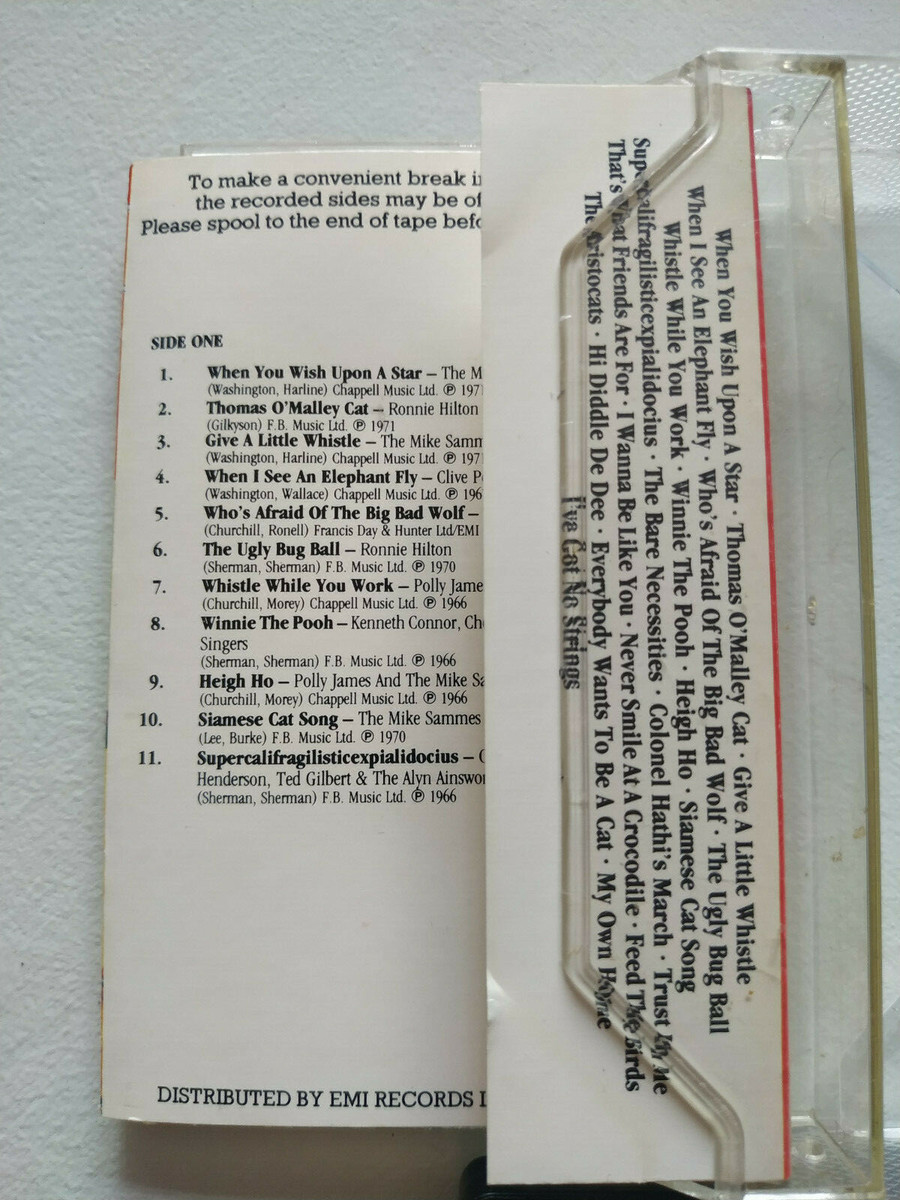 To make a convenient break i
the recorded sides may be of
Please spool to the end of tape befo
SIDE ONE
1. When You Wish Upon A Star – The M
(Washington, Harline) Chappell Music Ltd. ℗ 197
2. Thomas O'Malley Cat – Ronnie Hilton
(Gilkyson) F.B. Music Ltd. ℗ 1971
3. Give A Little Whistle – The Mike Samm
(Washington, Harline) Chappell Music Ltd. ℗ 197
4. When I See An Elephant Fly – Clive P
(Washington, Wallace) Chappell Music Ltd. ℗ 196
5. Who's Afraid Of The Big Bad Wolf –
(Churchill, Ronell) Francis Day & Hunter Ltd/EMI
6. The Ugly Bug Ball – Ronnie Hilton
(Sherman, Sherman) F.B. Music Ltd. ℗ 1970
7. Whistle While You Work – Polly Jame
(Churchill, Morey) Chappell Music Ltd. ℗ 1966
8. Winnie The Pooh – Kenneth Connor, Ch
Singers
(Sherman, Sherman) F.B. Music Ltd. ℗ 1966
9. Heigh Ho – Polly James And The Mike Sa
(Churchill, Morey) Chappell Music Ltd. ℗ 1966
10. Siamese Cat Song – The Mike Sammes
(Lee, Burke) F.B. Music Ltd. ℗ 1970
11. Supercalifragilisticexpialidocius –
Henderson, Ted Gilbert & The Alyn Ainswor
(Sherman, Sherman) F.B. Music Ltd. ℗ 1966
DISTRIBUTED BY EMI RECORDS L
When You Wish Upon A Star · Thomas O'Malley Cat · Give A Little Whistle
When I See An Elephant Fly · Who's Afraid Of The Big Bad Wolf · The Ugly Bug Ball
Whistle While You Work · Winnie The Pooh · Heigh Ho · Siamese Cat Song
Supercalifragilisticexpialidocius · The Bare Necessities · Colonel Hathi's March · Trust In Me
That's What Friends Are For · I Wanna Be Like You · Never Smile At A Crocodile · Feed The Birds
The Aristocats · Hi Diddle De Dee · Everybody Wants To Be A Cat · My Own Home
I've Got No Strings